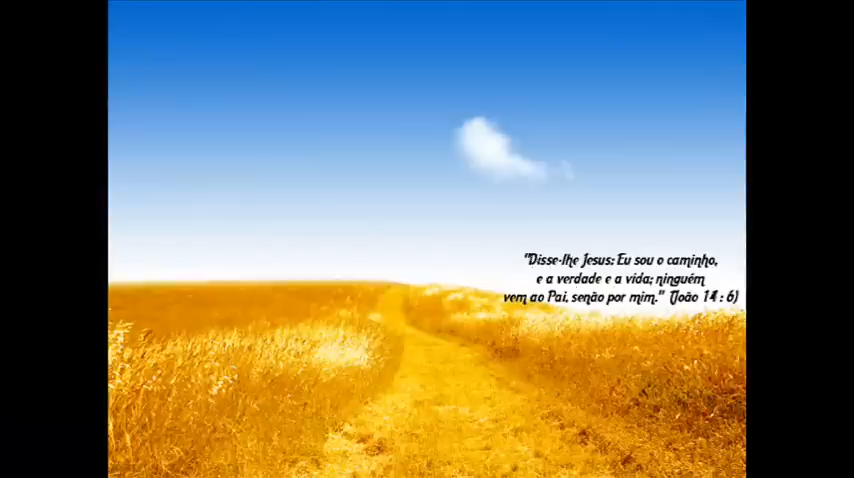 "Disse-lhe Jesus: Eu sou o caminho,
e a verdade e a vida; ninguém
vem ao Pai, senão por mim." (João 14 : 6)